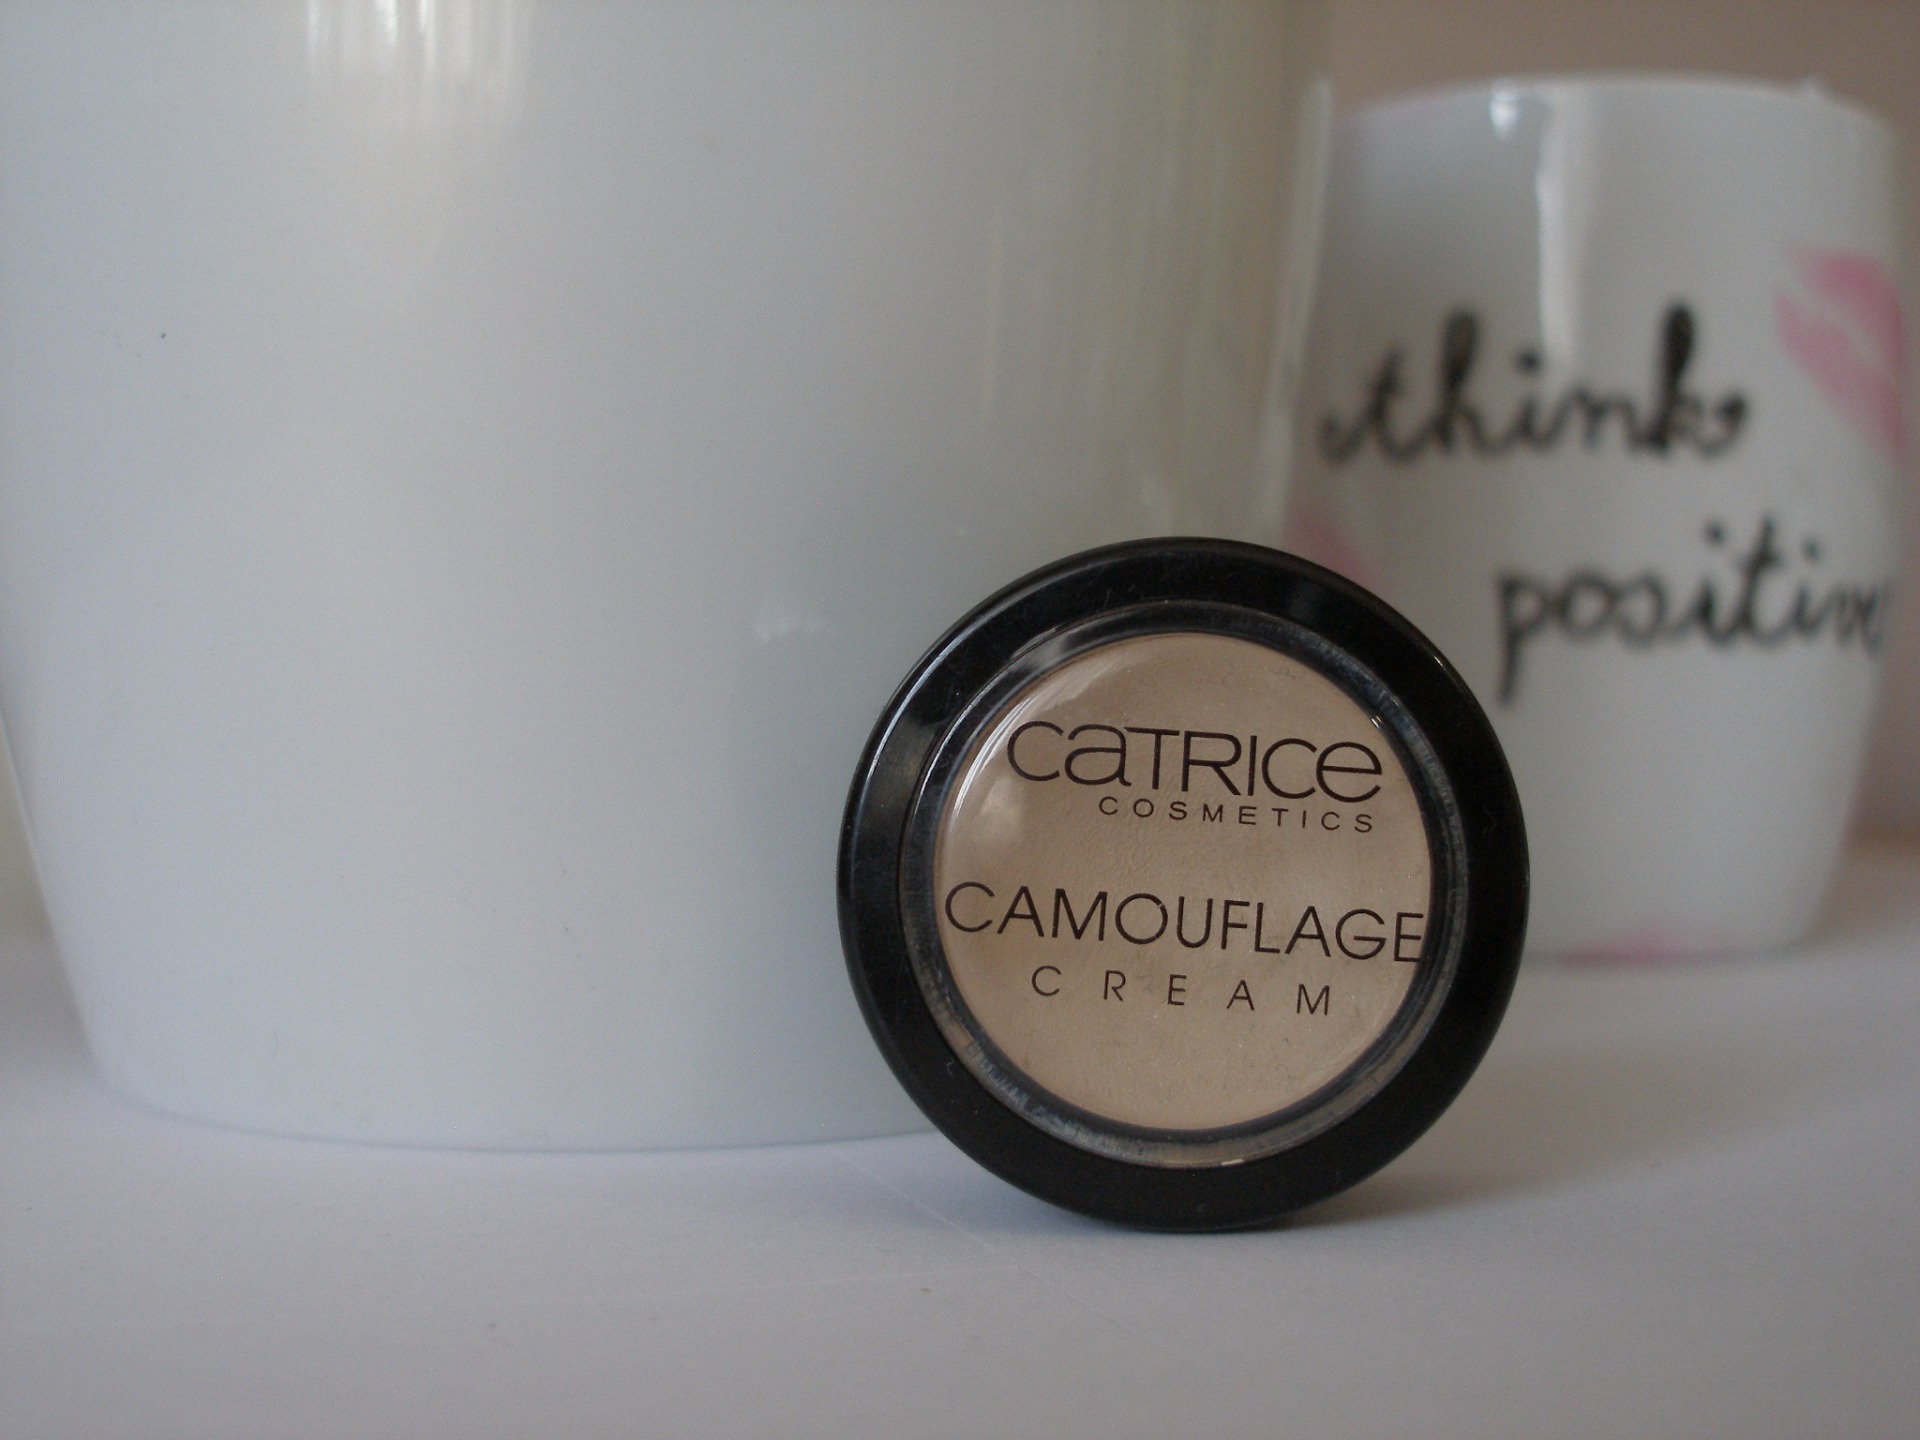 CATRICE
COSMETICS
CAMOUFLAGE
CREAM
think
positive